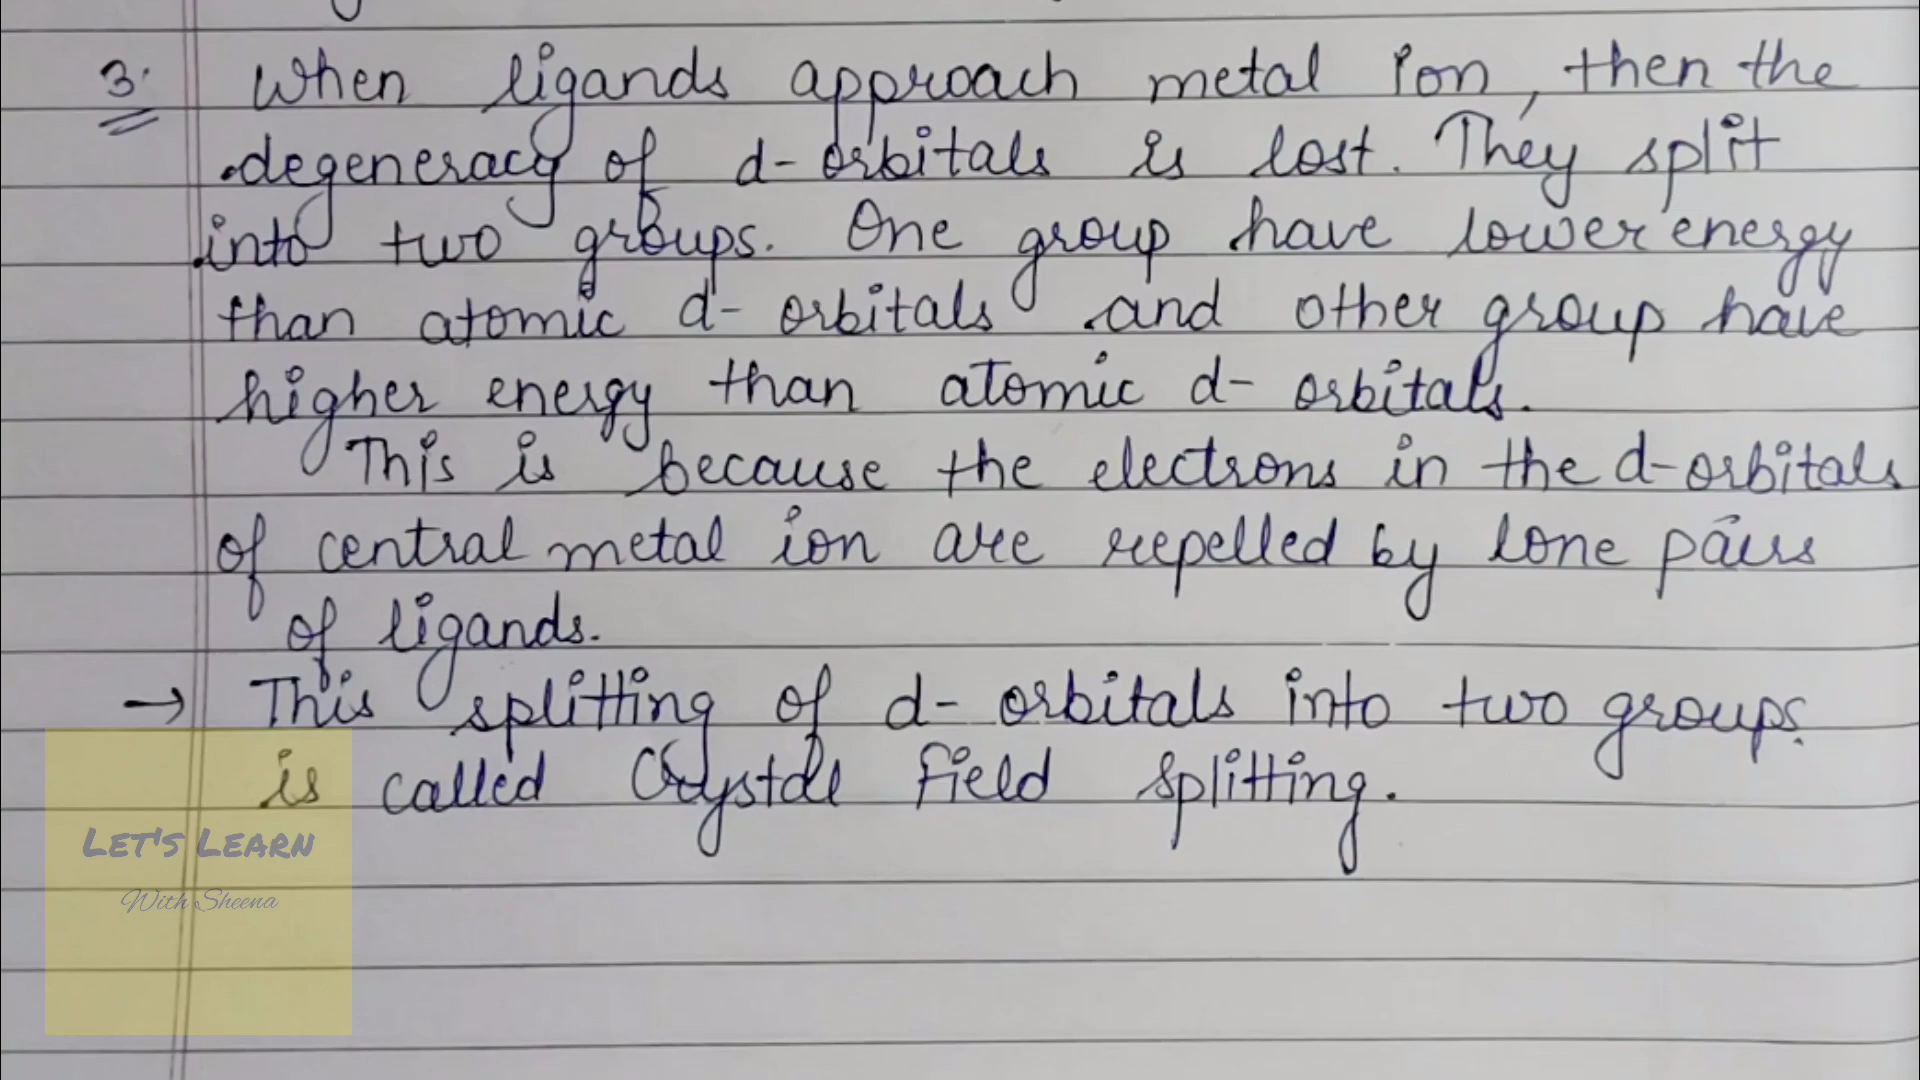 3. When ligands approach metal ion, then the
degeneracy of d-orbitals is lost. They split
into two groups. One group have lower energy
than atomic d-orbitals and other group have
higher energy than atomic d-orbitals.
This is because the electrons in the d-orbitals
of central metal ion are repelled by lone pairs
of ligands.
→ This splitting of d-orbitals into two groups.
is called Crystal Field Splitting.
LET'S LEARN
With Sheena